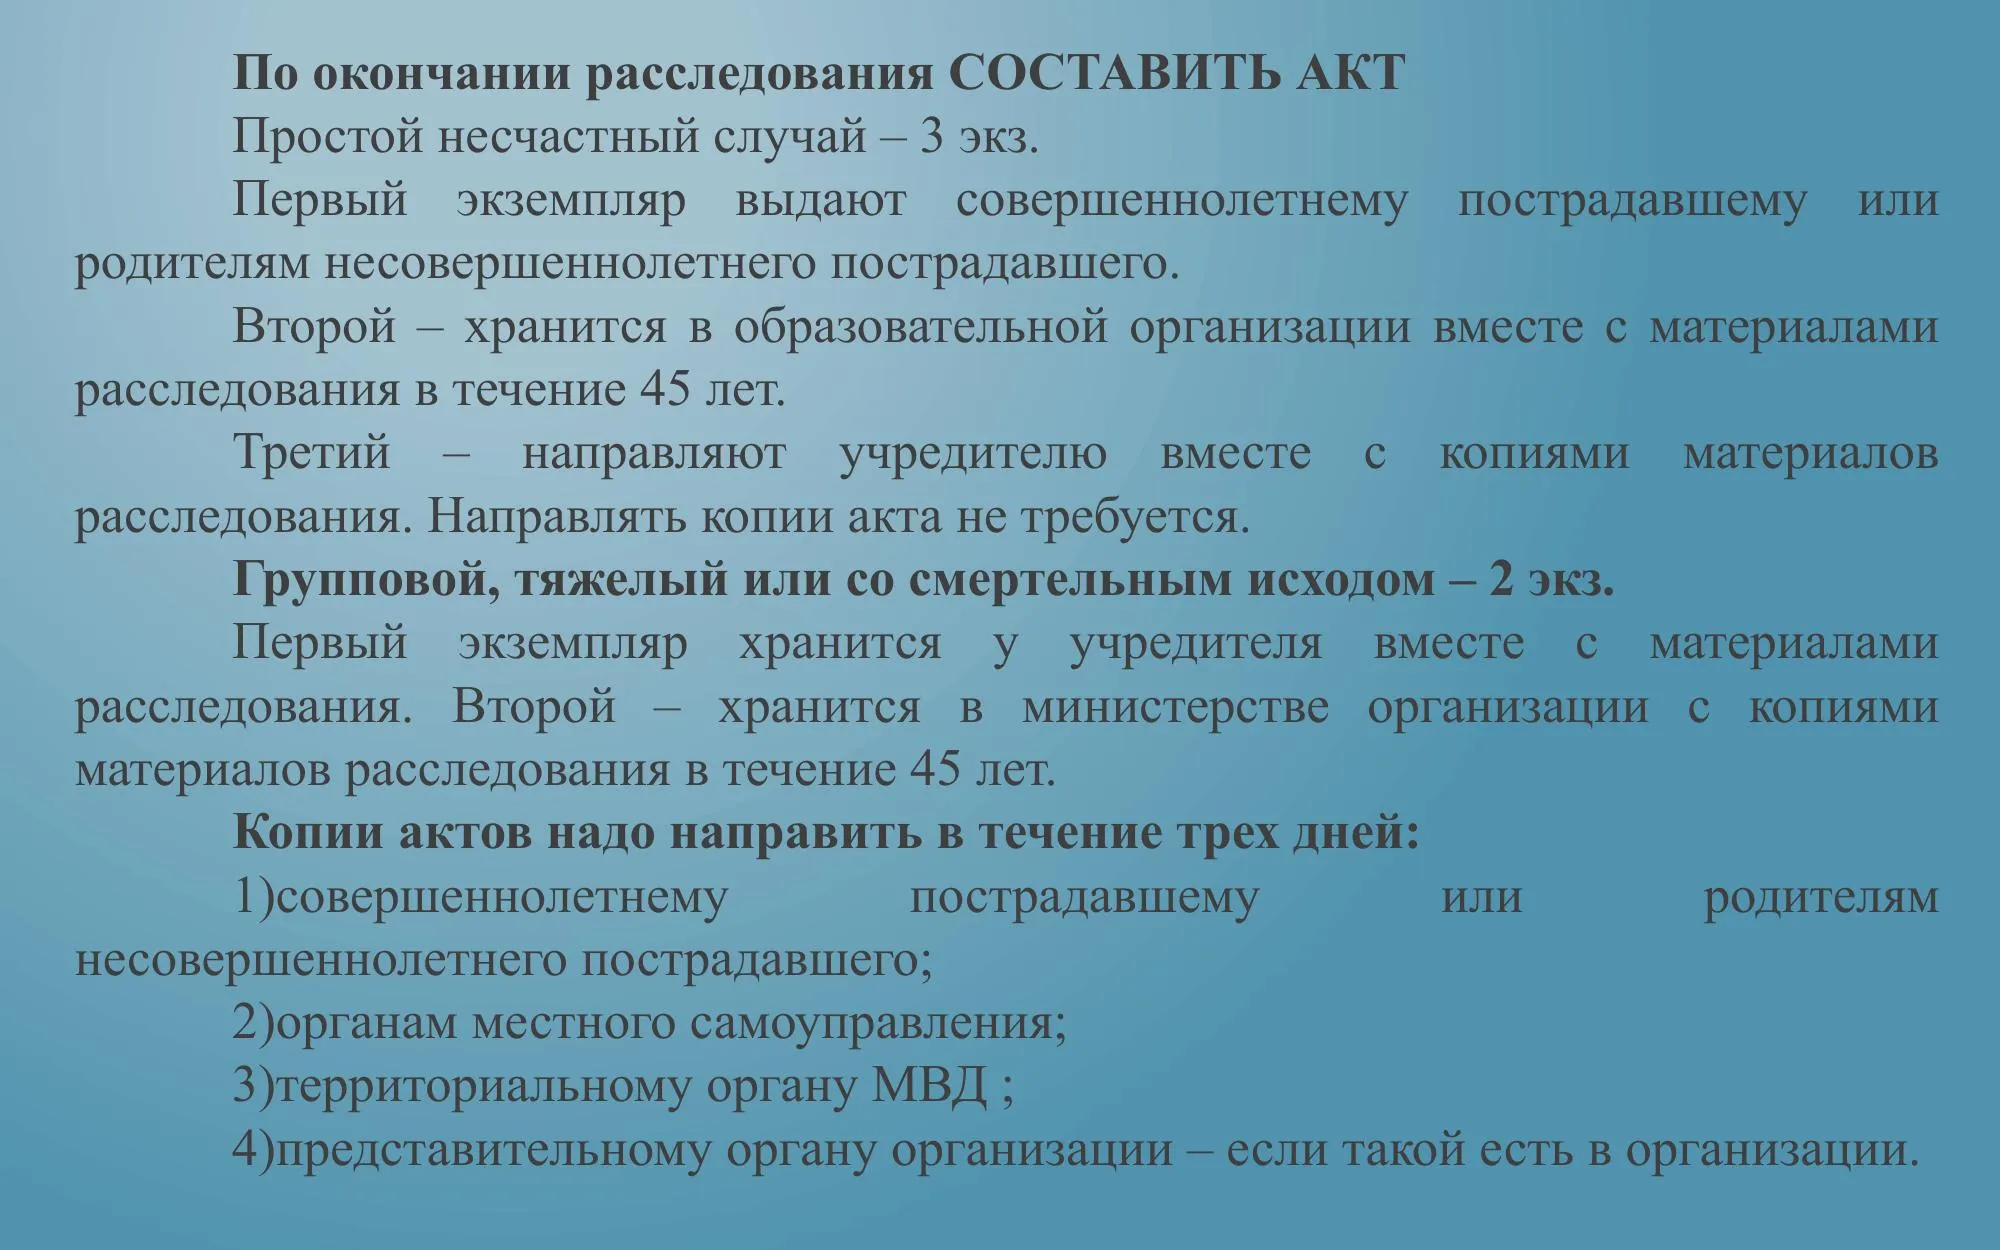 По окончании расследования СОСТАВИТЬ АКТ
Простой несчастный случай – 3 экз.
Первый экземпляр выдают совершеннолетнему пострадавшему или
родителям несовершеннолетнего пострадавшего.
Второй – хранится в образовательной организации вместе с материалами
расследования в течение 45 лет.
Третий – направляют учредителю вместе с копиями материалов
расследования. Направлять копии акта не требуется.
Групповой, тяжелый или со смертельным исходом – 2 экз.
Первый экземпляр хранится у учредителя вместе с материалами
расследования. Второй – хранится в министерстве организации с копиями
материалов расследования в течение 45 лет.
Копии актов надо направить в течение трех дней:
1)совершеннолетнему пострадавшему или родителям
несовершеннолетнего пострадавшего;
2)органам местного самоуправления;
3)территориальному органу МВД ;
4)представительному органу организации – если такой есть в организации.